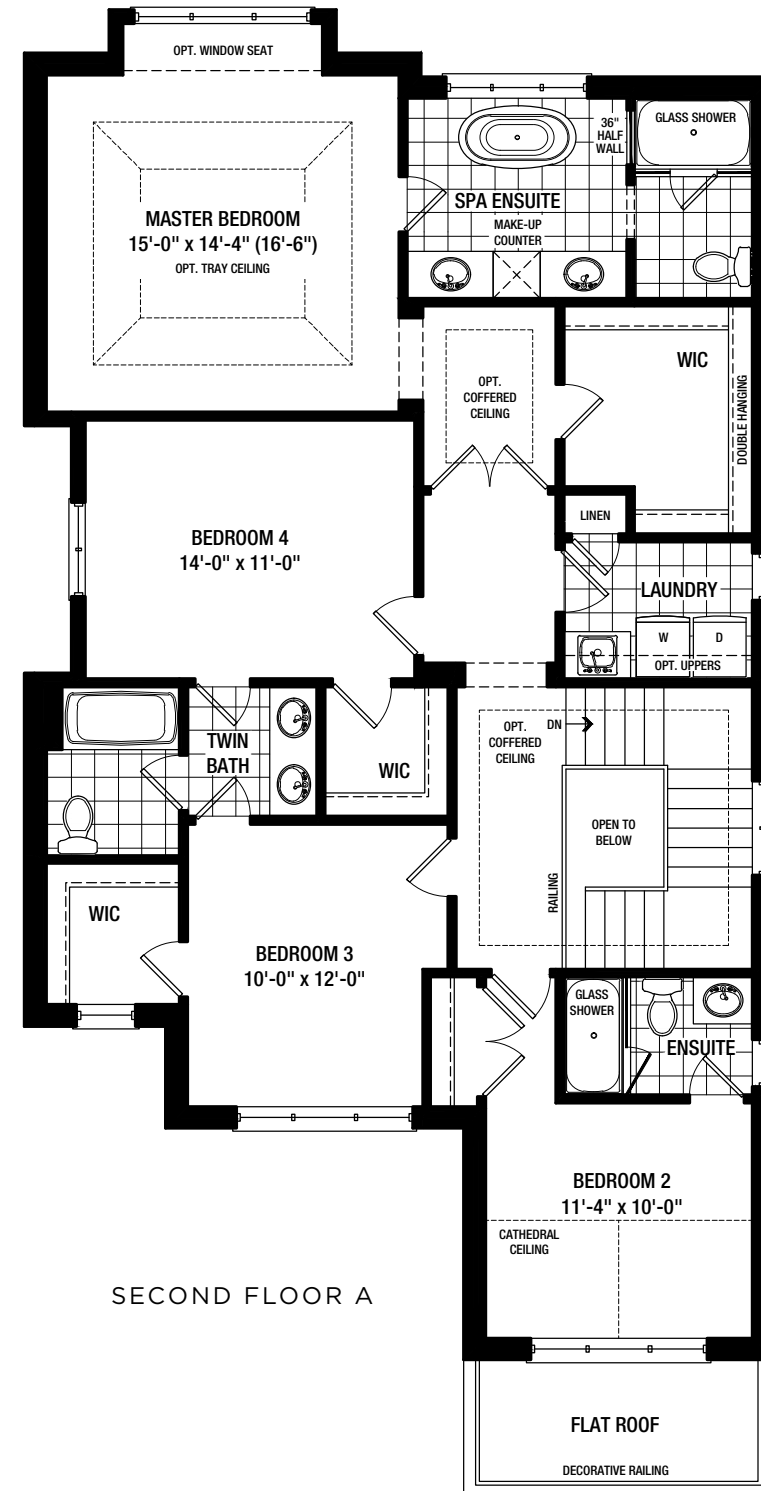 OPT. WINDOW SEAT
GLASS SHOWER
36"
HALF
WALL
SPA ENSUITE
MAKE-UP
COUNTER
MASTER BEDROOM
15'-0" x 14'-4" (16'-6")
OPT. TRAY CEILING
OPT.
COFFERED
CEILING
WIC
DOUBLE HANGING
LINEN
BEDROOM 4
14'-0" x 11'-0"
LAUNDRY
W
D
OPT. UPPERS
TWIN
BATH
WIC
OPT.
COFFERED
CEILING
DN
OPEN TO
BELOW
RAILING
WIC
BEDROOM 3
10'-0" x 12'-0"
GLASS
SHOWER
ENSUITE
BEDROOM 2
11'-4" x 10'-0"
CATHEDRAL
CEILING
SECOND FLOOR A
FLAT ROOF
DECORATIVE RAILING